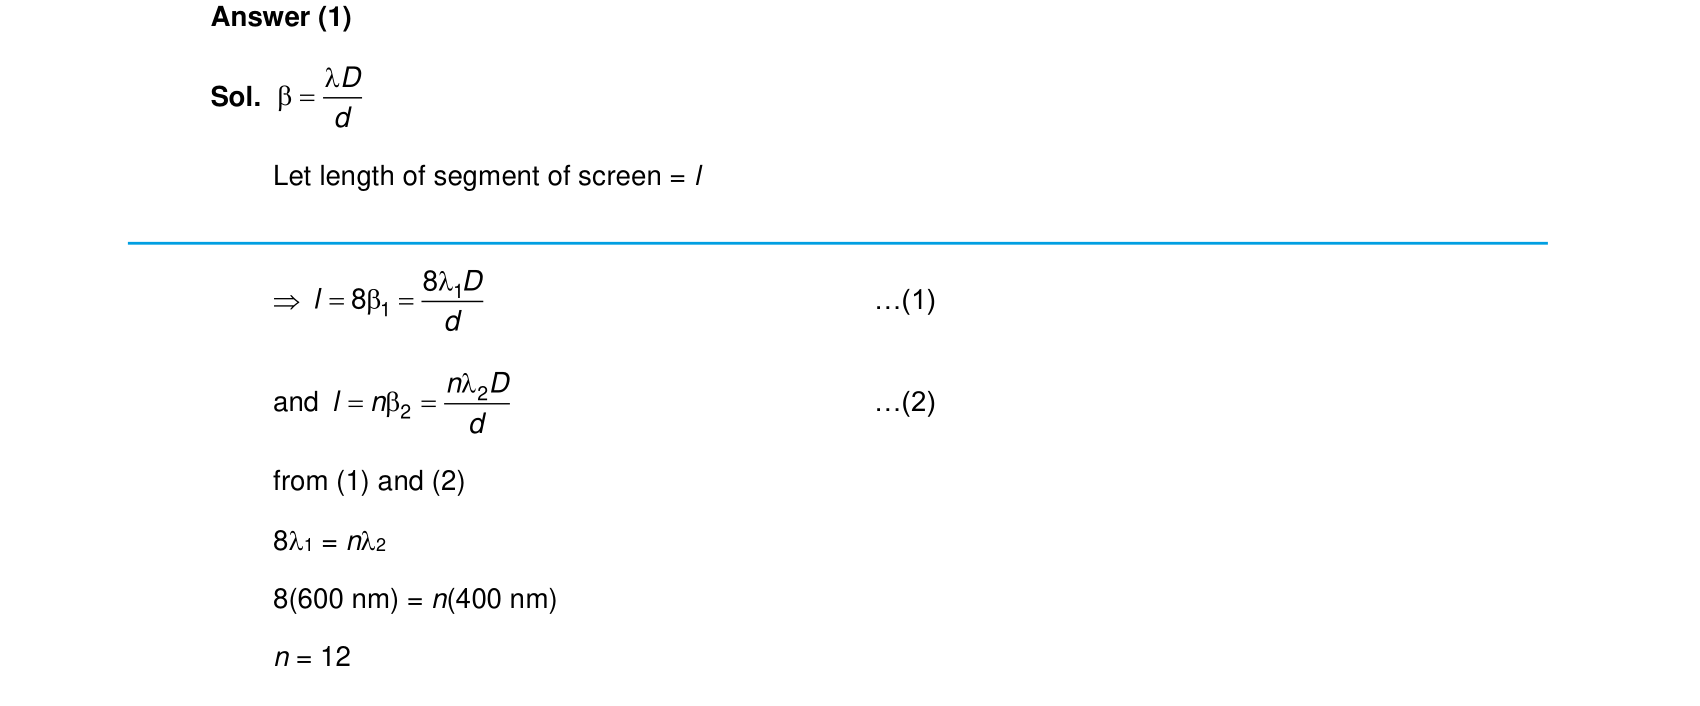 Answer (1)
Sol. β = λD/d
Let length of segment of screen = l
⇒ l = 8β₁ = 8λ₁D/d ...(1)
and l = nβ₂ = nλ₂D/d ...(2)
from (1) and (2)
8λ₁ = nλ₂
8(600 nm) = n(400 nm)
n = 12